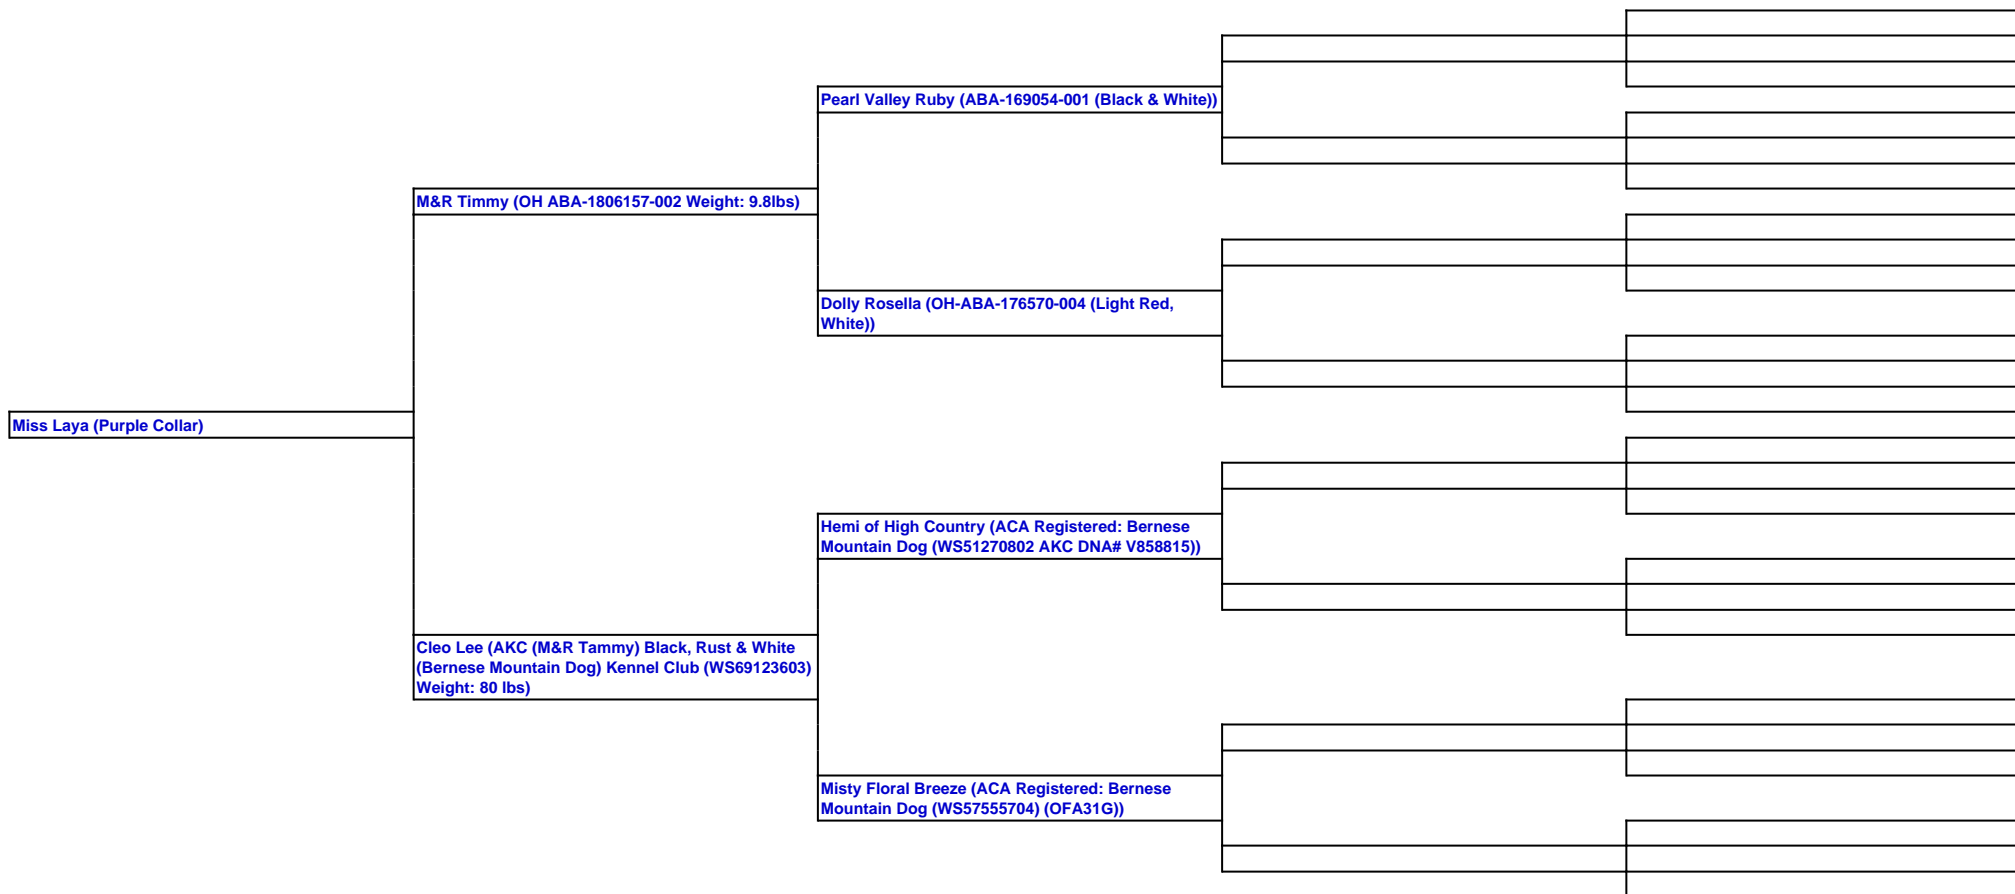 Pearl Valley Ruby (ABA-169054-001 (Black & White))
M&R Timmy (OH ABA-1806157-002 Weight: 9.8lbs)
Dolly Rosella (OH-ABA-176570-004 (Light Red,
White))
Miss Laya (Purple Collar)
Hemi of High Country (ACA Registered: Bernese
Mountain Dog (WS51270802 AKC DNA# V858815))
Cleo Lee (AKC (M&R Tammy) Black, Rust & White
(Bernese Mountain Dog) Kennel Club (WS69123603)
Weight: 80 lbs)
Misty Floral Breeze (ACA Registered: Bernese
Mountain Dog (WS57555704) (OFA31G))